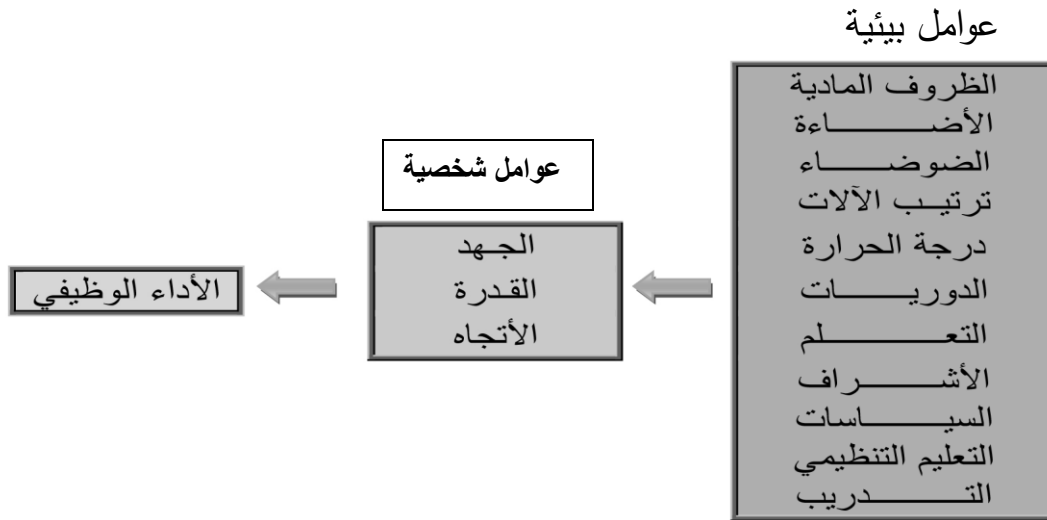 عوامل بيئية
الظروف المادية
الأضاءة
الضوضاء
ترتيب الآلات
درجة الحرارة
الدوريات
التعلم
الأشراف
السياسات
التعليم التنظيمي
التدريب
عوامل شخصية
الجهد
القدرة
الأتجاه
الأداء الوظيفي